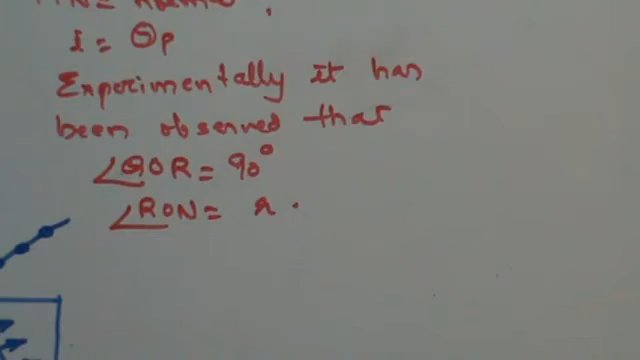 i = θp
Experimentally it has
been observed that
∠QOR = 90°
∠RON = r.